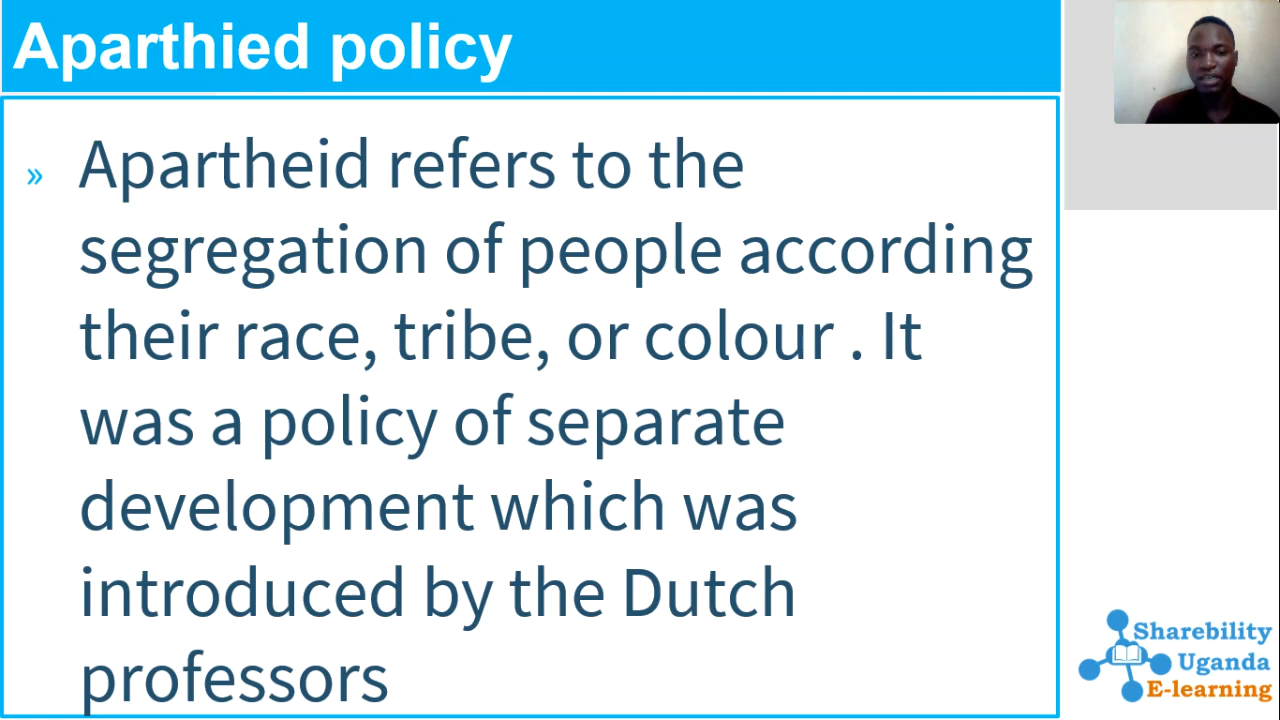 Aparthied policy
» Apartheid refers to the
segregation of people according
their race, tribe, or colour . It
was a policy of separate
development which was
introduced by the Dutch
professors
Sharebility
Uganda
E-learning